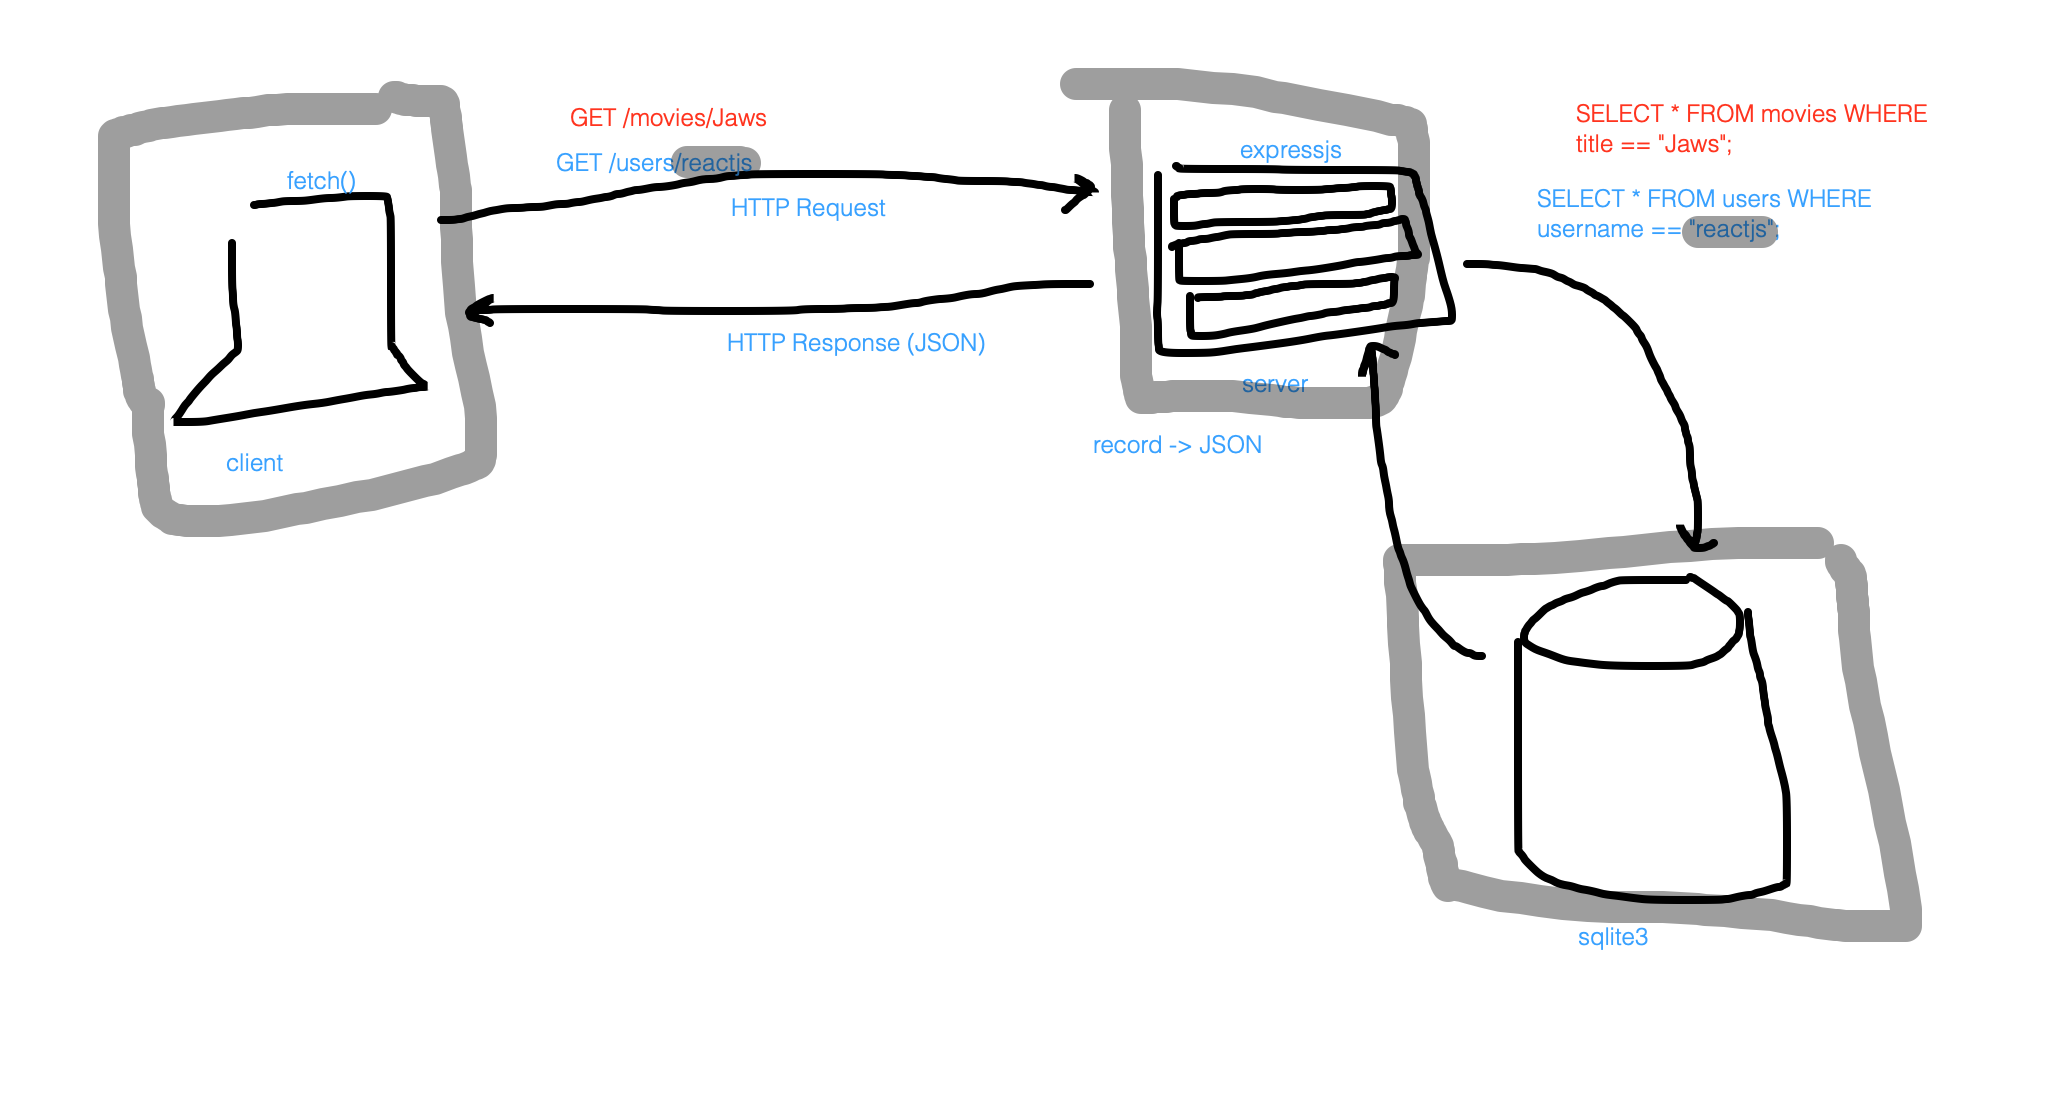 GET /movies/Jaws
GET /users/reactjs
fetch()
HTTP Request
HTTP Response (JSON)
client
expressjs
server
record -> JSON
SELECT * FROM movies WHERE
title == "Jaws";
SELECT * FROM users WHERE
username == "reactjs";
sqlite3